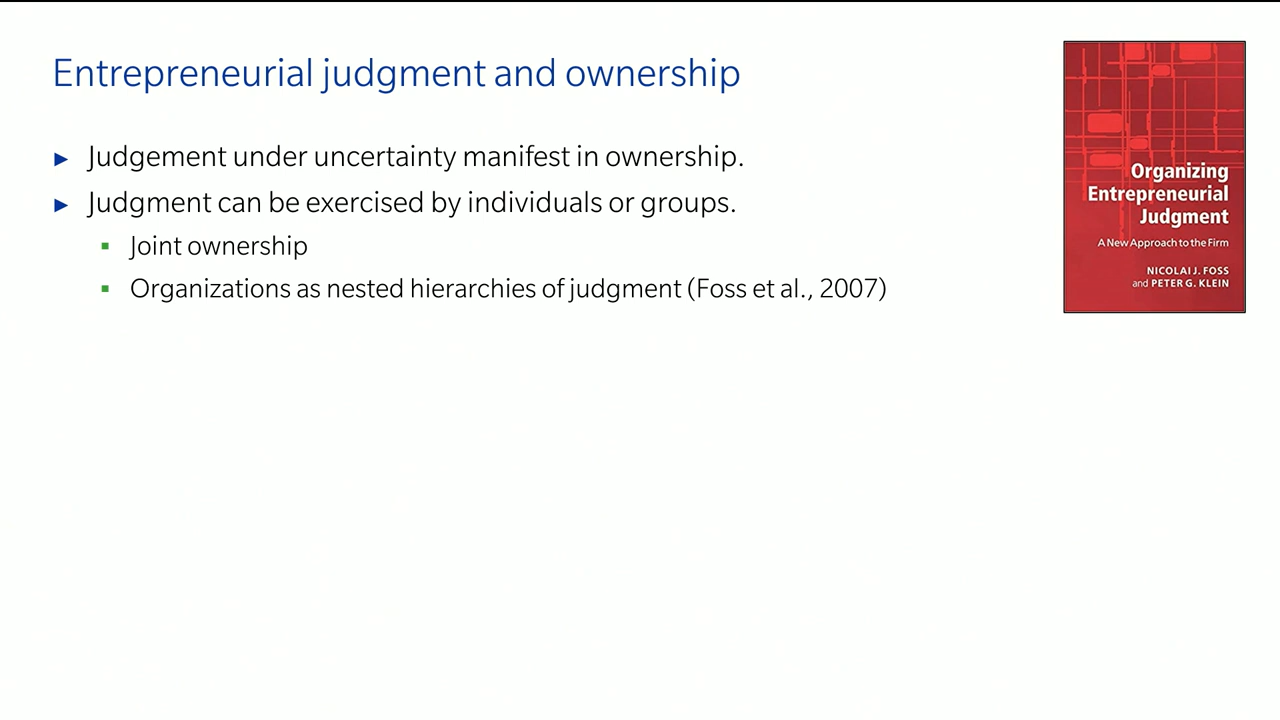 Entrepreneurial judgment and ownership
► Judgement under uncertainty manifest in ownership.
► Judgment can be exercised by individuals or groups.
▪ Joint ownership
▪ Organizations as nested hierarchies of judgment (Foss et al., 2007)
Organizing
Entrepreneurial
Judgment
A New Approach to the Firm
NICOLAI J. FOSS
and PETER G. KLEIN